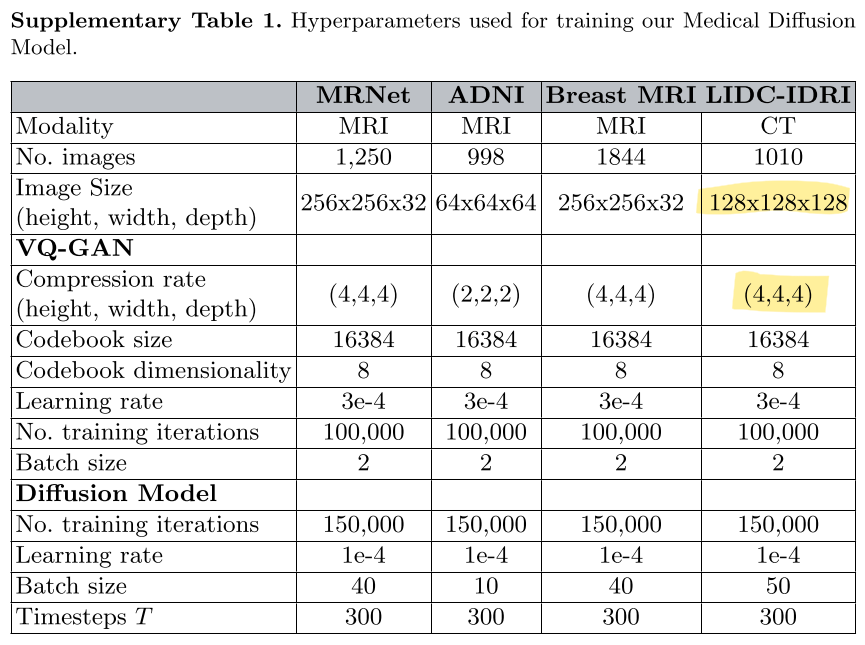 Supplementary Table 1. Hyperparameters used for training our Medical Diffusion
Model.
MRNet ADNI Breast MRI LIDC-IDRI
Modality MRI MRI MRI CT
No. images 1,250 998 1844 1010
Image Size
(height, width, depth) 256x256x32 64x64x64 256x256x32 128x128x128
VQ-GAN
Compression rate
(height, width, depth) (4,4,4) (2,2,2) (4,4,4) (4,4,4)
Codebook size 16384 16384 16384 16384
Codebook dimensionality 8 8 8 8
Learning rate 3e-4 3e-4 3e-4 3e-4
No. training iterations 100,000 100,000 100,000 100,000
Batch size 2 2 2 2
Diffusion Model
No. training iterations 150,000 150,000 150,000 150,000
Learning rate 1e-4 1e-4 1e-4 1e-4
Batch size 40 10 40 50
Timesteps T 300 300 300 300